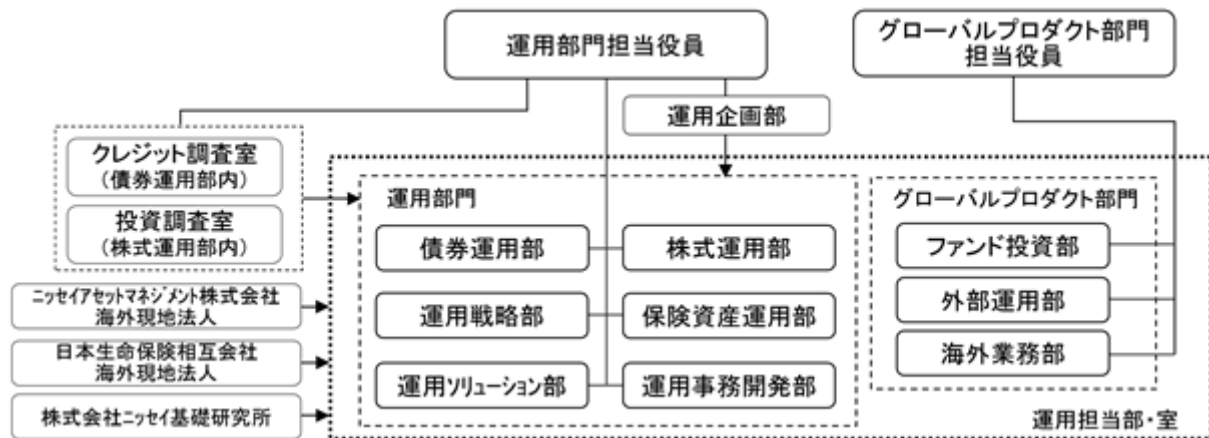 運用部門担当役員
グローバルプロダクト部門
担当役員
運用企画部
クレジット調査室
(債券運用部内)
投資調査室
(株式運用部内)
運用部門
グローバルプロダクト部門
債券運用部
株式運用部
ファンド投資部
運用戦略部
保険資産運用部
外部運用部
運用ソリューション部
運用事務開発部
海外業務部
ニッセイアセットマネジメント株式会社
海外現地法人
日本生命保険相互会社
海外現地法人
株式会社ニッセイ基礎研究所
運用担当部・室